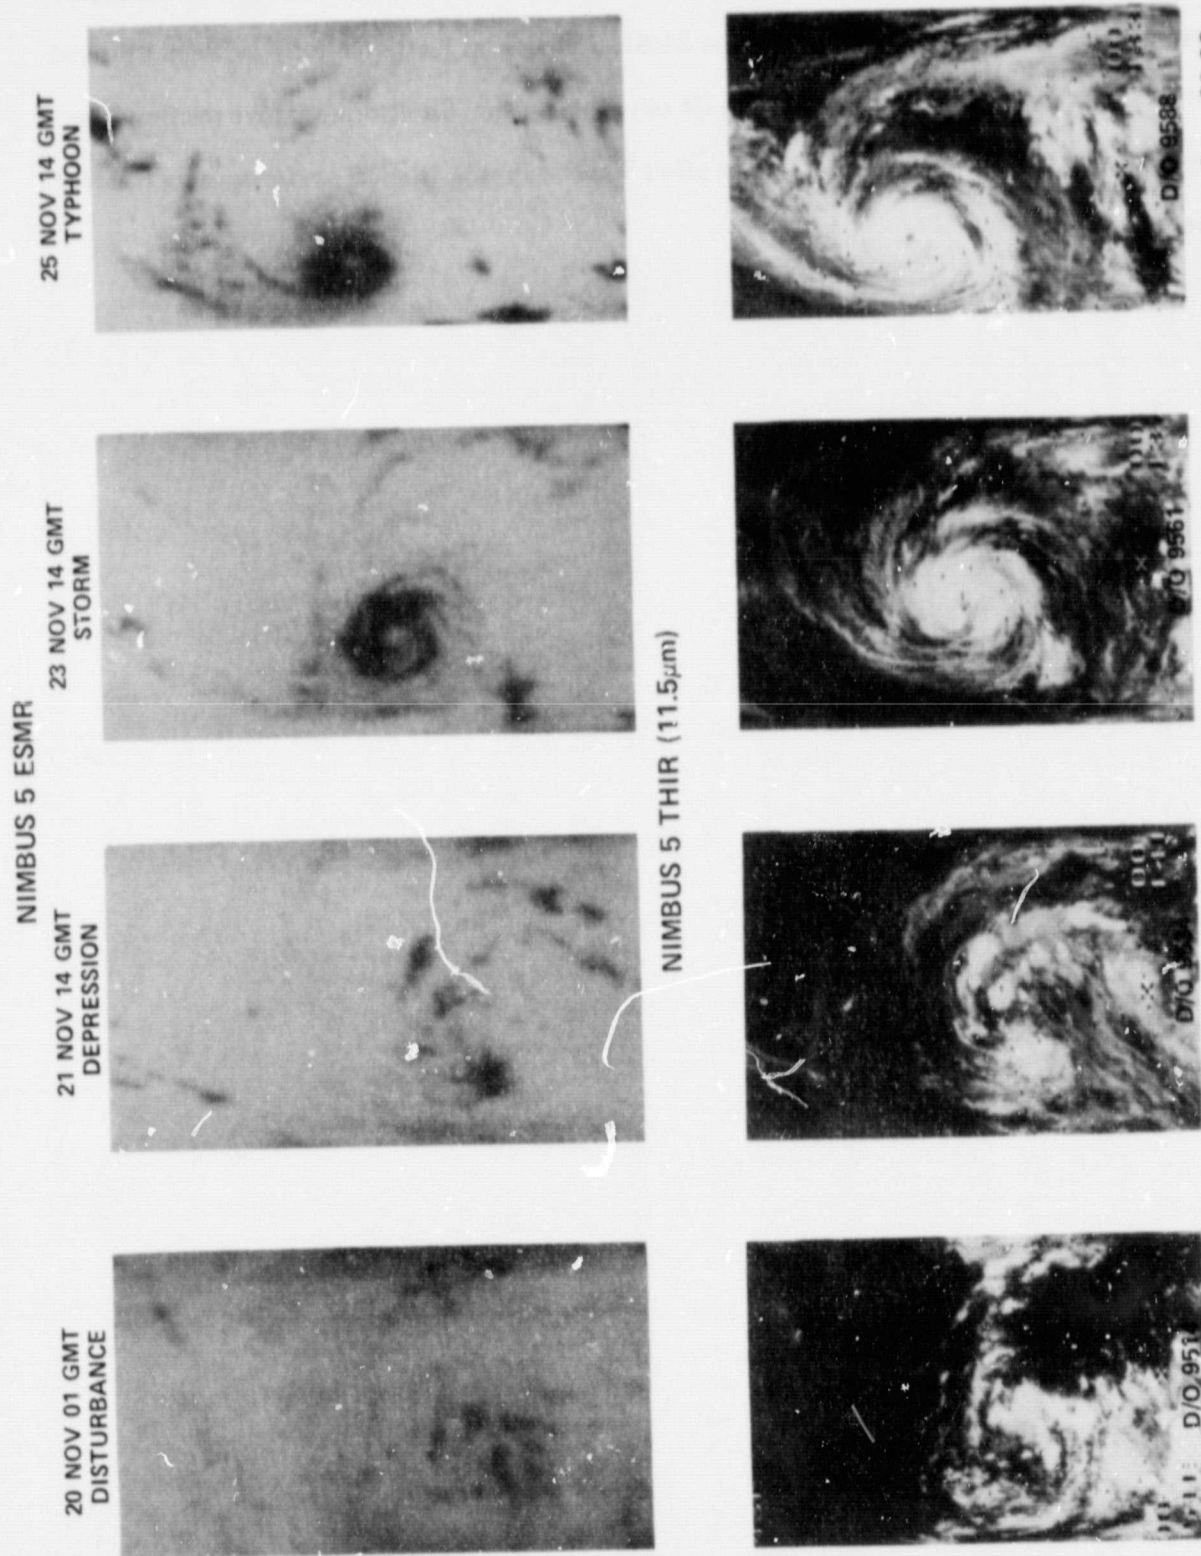 NIMBUS 5 ESMR
20 NOV 01 GMT
DISTURBANCE
21 NOV 14 GMT
DEPRESSION
23 NOV 14 GMT
STORM
25 NOV 14 GMT
TYPHOON
NIMBUS 5 THIR (11.5μm)
D/O 951
D/O
D/O 9561
D/O 9588